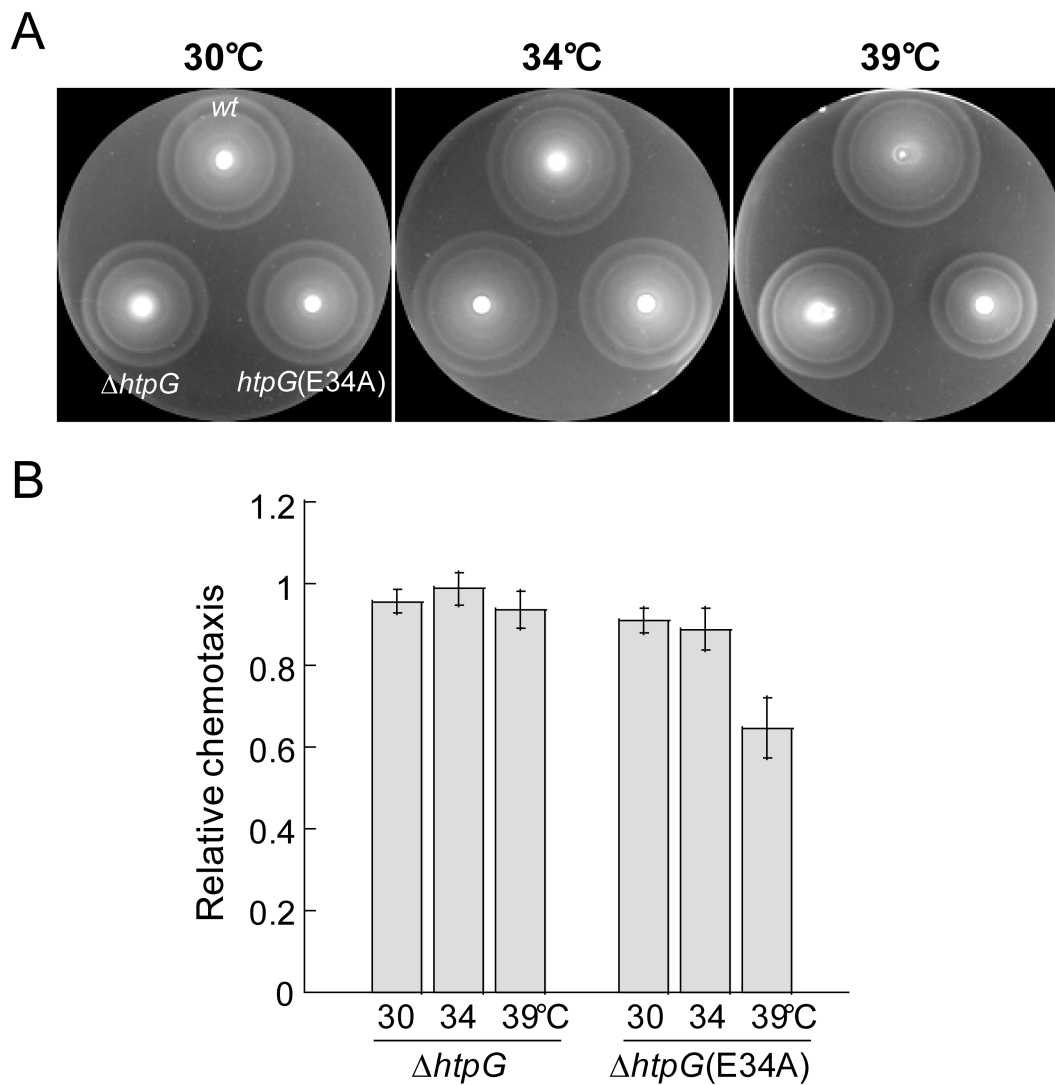 A
30°C 34°C 39°C
wt
ΔhtpG htpG(E34A)
B
Relative chemotaxis
1.2
1
0.8
0.6
0.4
0.2
0
30 34 39°C 30 34 39°C
ΔhtpG ΔhtpG(E34A)